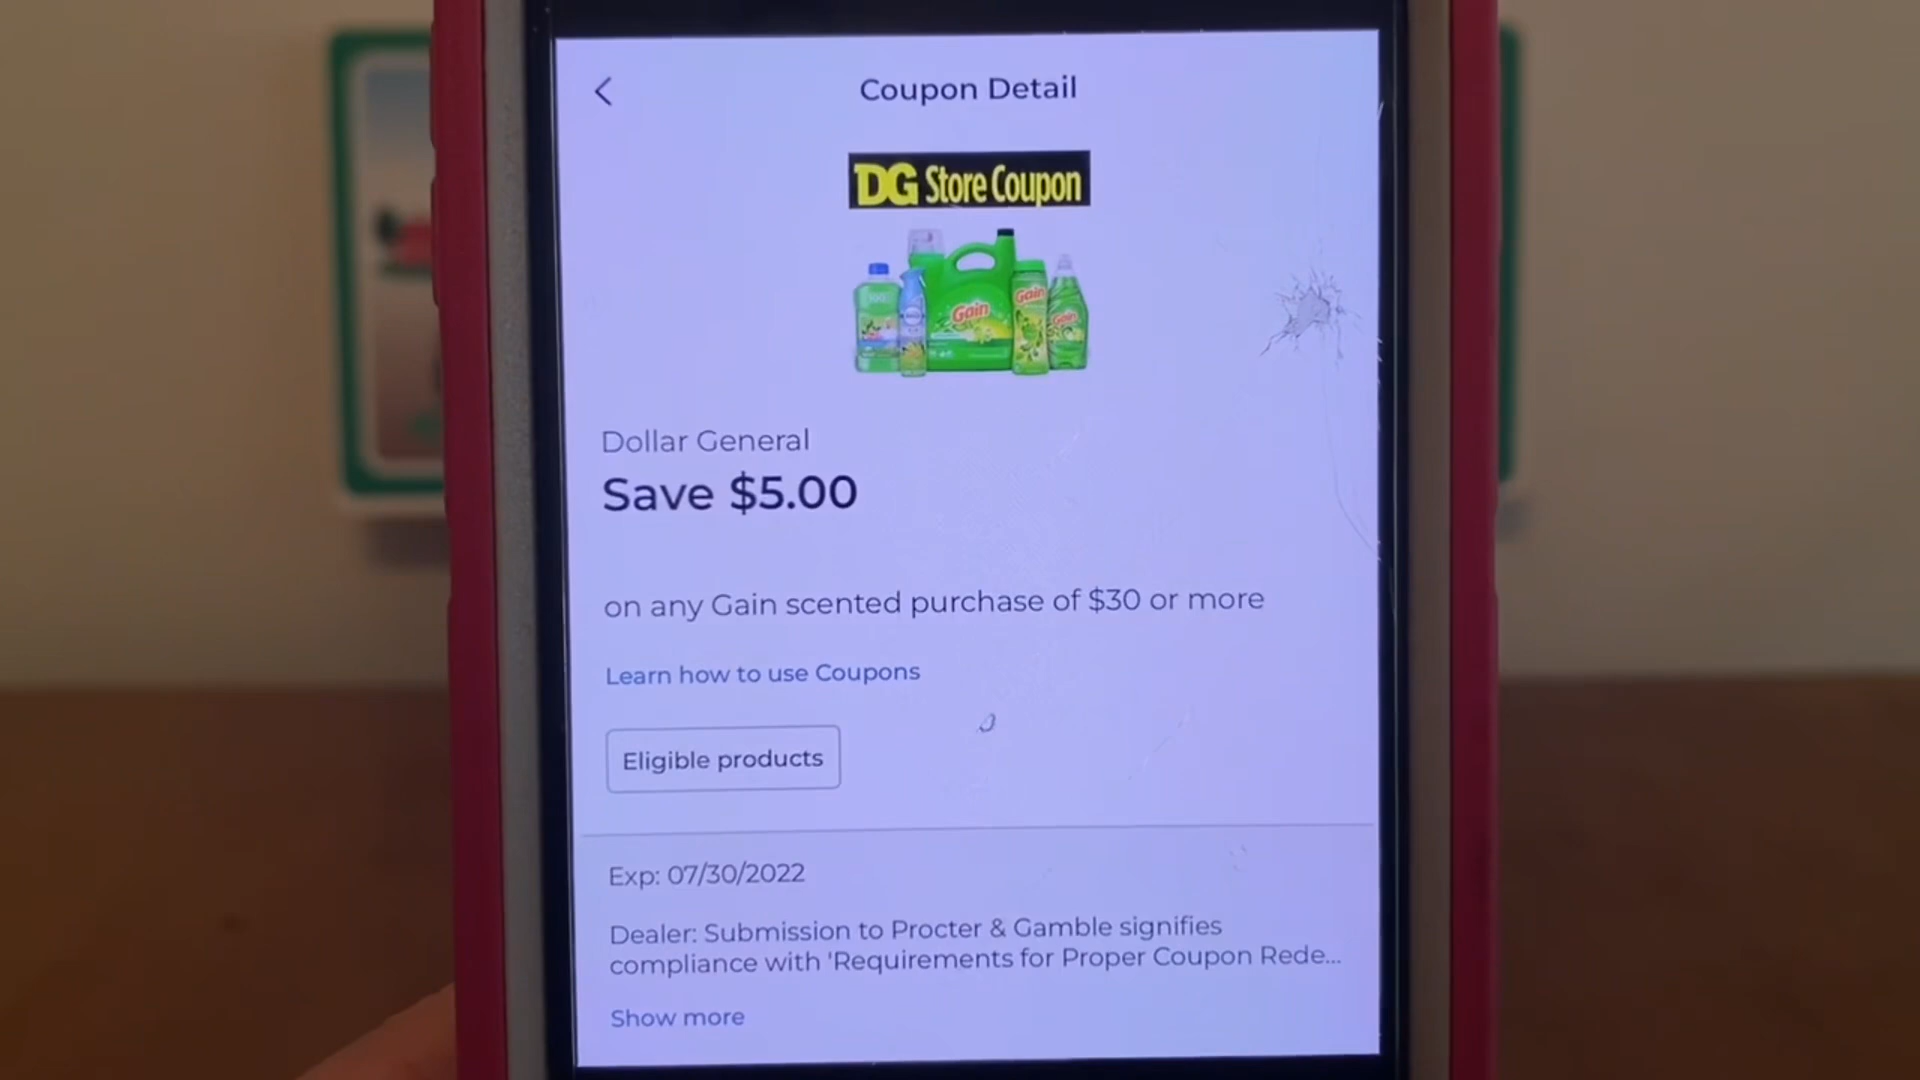 Coupon Detail
DG Store Coupon
Gain
Gain
Gain
Dollar General
Save $5.00
on any Gain scented purchase of $30 or more
Learn how to use Coupons
Eligible products
Exp: 07/30/2022
Dealer: Submission to Procter & Gamble signifies
compliance with 'Requirements for Proper Coupon Rede...
Show more